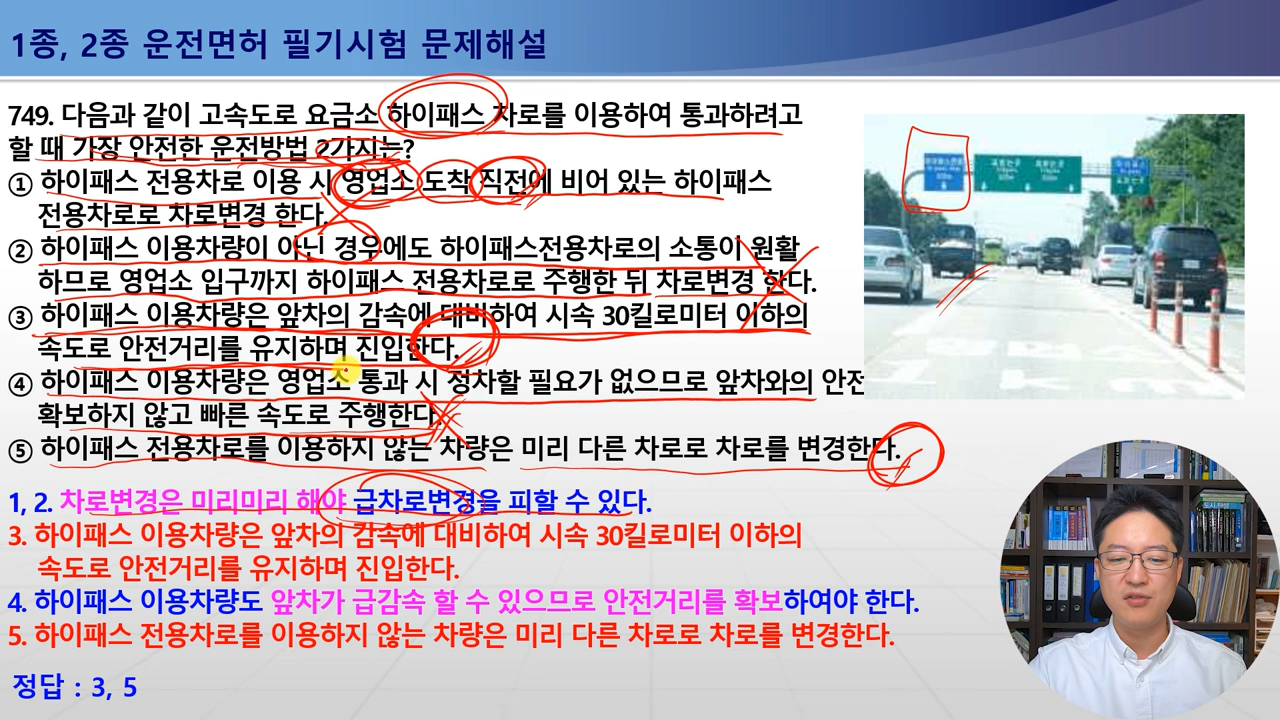 1종, 2종 운전면허 필기시험 문제해설
749. 다음과 같이 고속도로 요금소 하이패스 차로를 이용하여 통과하려고
할 때 가장 안전한 운전방법 2가지는?
① 하이패스 전용차로 이용 시 영업소 도착 직전에 비어 있는 하이패스
전용차로로 차로변경 한다.
② 하이패스 이용차량이 아닌 경우에도 하이패스전용차로의 소통이 원활
하므로 영업소 입구까지 하이패스 전용차로로 주행한 뒤 차로변경 한다.
③ 하이패스 이용차량은 앞차의 감속에 대비하여 시속 30킬로미터 이하의
속도로 안전거리를 유지하며 진입한다.
④ 하이패스 이용차량은 영업소 통과 시 정차할 필요가 없으므로 앞차와의 안전
확보하지 않고 빠른 속도로 주행한다.
⑤ 하이패스 전용차로를 이용하지 않는 차량은 미리 다른 차로로 차로를 변경한다.
1, 2. 차로변경은 미리미리 해야 급차로변경을 피할 수 있다.
3. 하이패스 이용차량은 앞차의 감속에 대비하여 시속 30킬로미터 이하의
속도로 안전거리를 유지하며 진입한다.
4. 하이패스 이용차량도 앞차가 급감속 할 수 있으므로 안전거리를 확보하여야 한다.
5. 하이패스 전용차로를 이용하지 않는 차량은 미리 다른 차로로 차로를 변경한다.
정답 : 3, 5